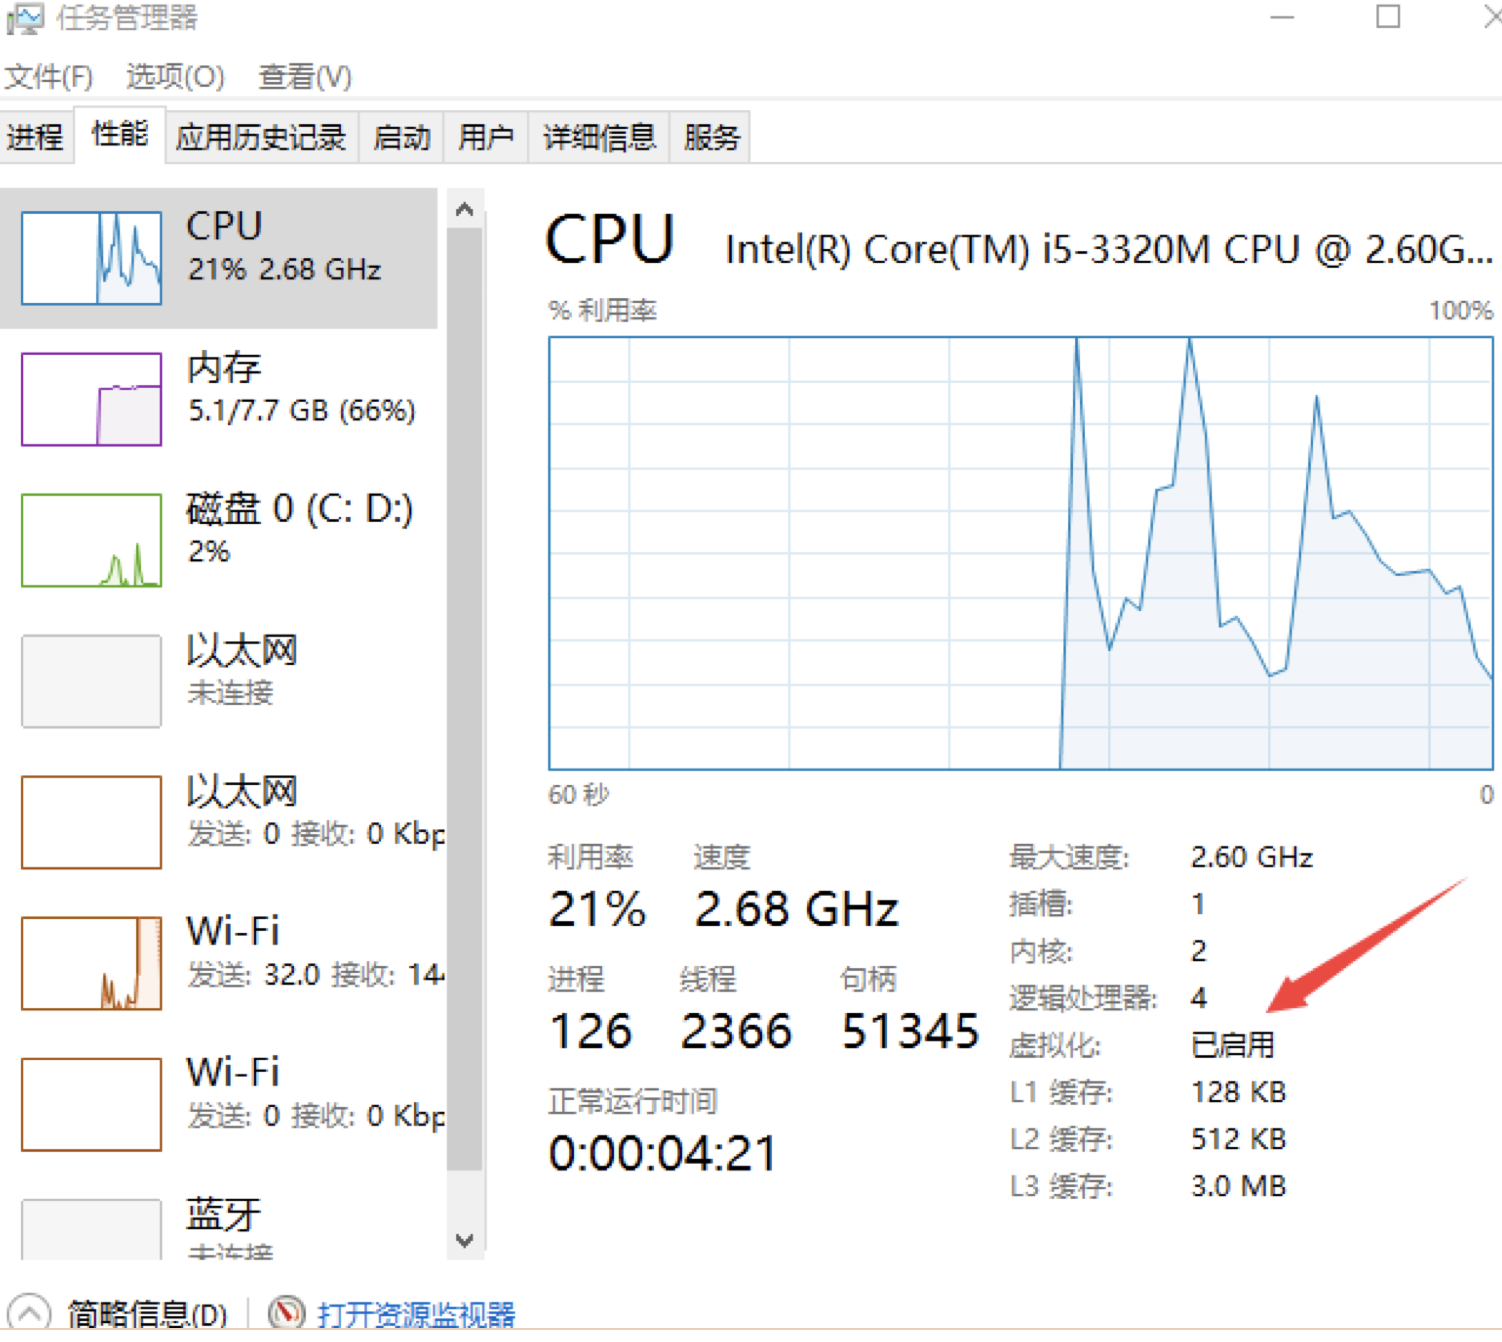 任务管理器
文件(F) 选项(O) 查看(V)
进程 性能 应用历史记录 启动 用户 详细信息 服务
CPU
21% 2.68 GHz
内存
5.1/7.7 GB (66%)
磁盘 0 (C: D:)
2%
以太网
未连接
以太网
发送: 0 接收: 0 Kbp
Wi-Fi
发送: 32.0 接收: 144
Wi-Fi
发送: 0 接收: 0 Kbp
蓝牙
未连接
CPU Intel(R) Core(TM) i5-3320M CPU @ 2.60G...
% 利用率 100%
60 秒 0
利用率 速度
21% 2.68 GHz
进程 线程 句柄
126 2366 51345
正常运行时间
0:00:04:21
最大速度: 2.60 GHz
插槽: 1
内核: 2
逻辑处理器: 4
虚拟化: 已启用
L1 缓存: 128 KB
L2 缓存: 512 KB
L3 缓存: 3.0 MB
简略信息(D) 打开资源监视器